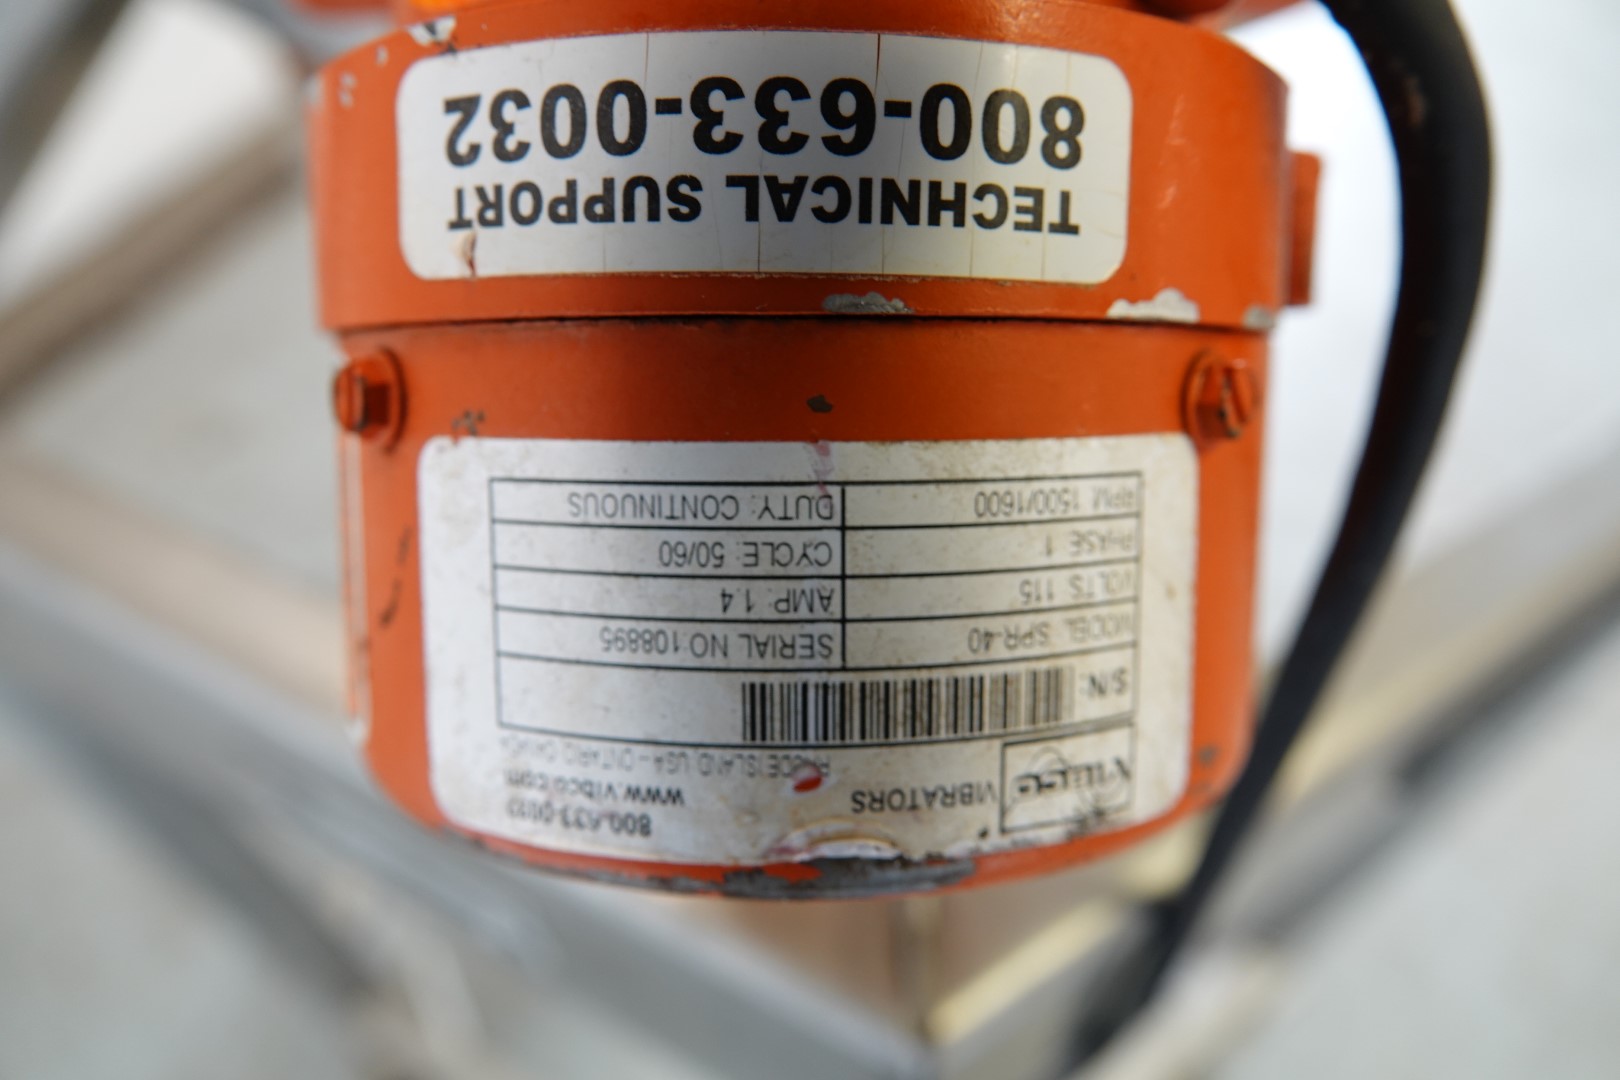 800-633-0032
www.vibco.com
RHODE ISLAND, USA - ONTARIO, CANADA
Vibco VIBRATORS
S/N:
MODEL: SPR-40 SERIAL NO:108895
VOLTS 115 AMP: 1.4
PHASE 1 CYCLE: 50/60
RPM: 1500/1600 DUTY: CONTINUOUS
TECHNICAL SUPPORT
800-633-0032